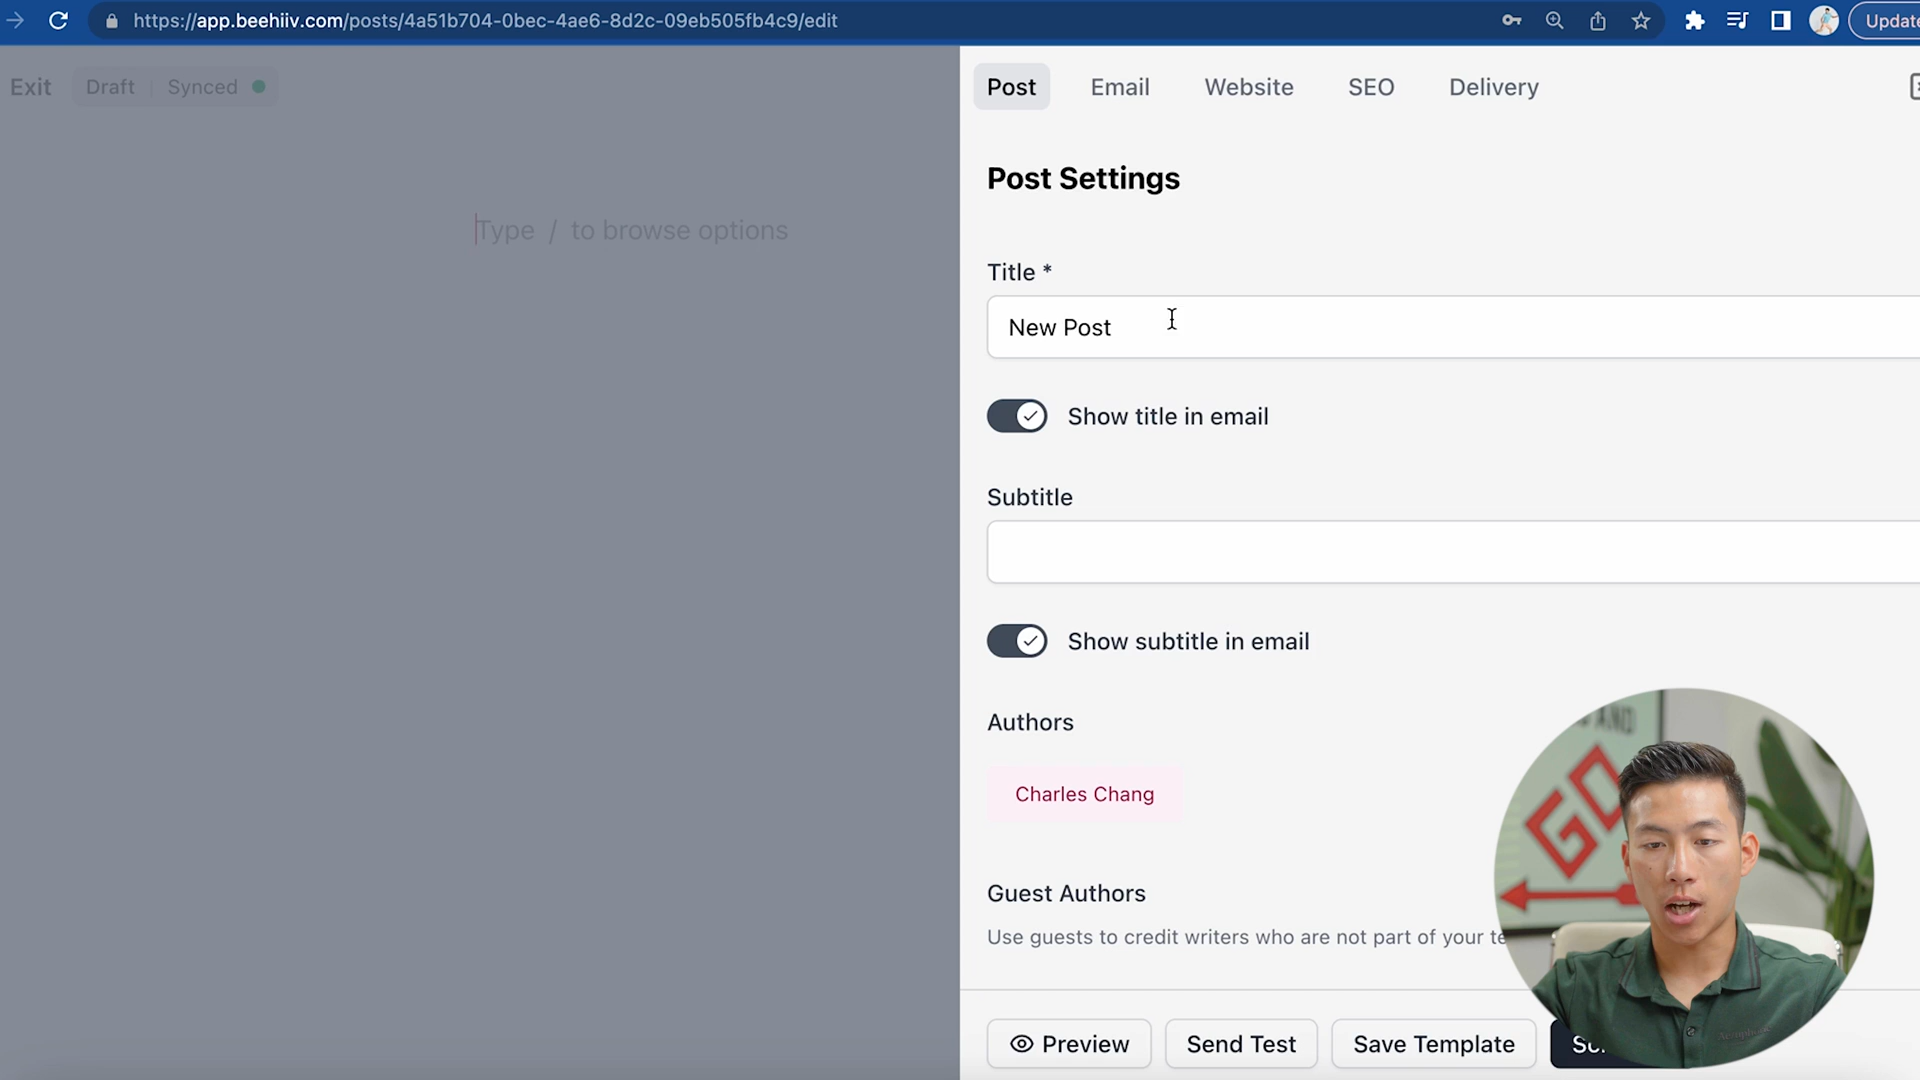 https://app.beehiiv.com/posts/4a51b704-0bec-4ae6-8d2c-09eb505fb4c9/edit
Update
Exit
Draft
Synced
Post
Email
Website
SEO
Delivery
Post Settings
Type / to browse options
Title *
New Post
Show title in email
Subtitle
Show subtitle in email
Authors
Charles Chang
AND
GO
Guest Authors
Use guests to credit writers who are not part of your
Preview
Send Test
Save Template